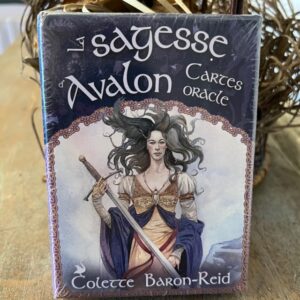 La
sagesse
d'Avalon
Cartes
oracle
Colette Baron-Reid